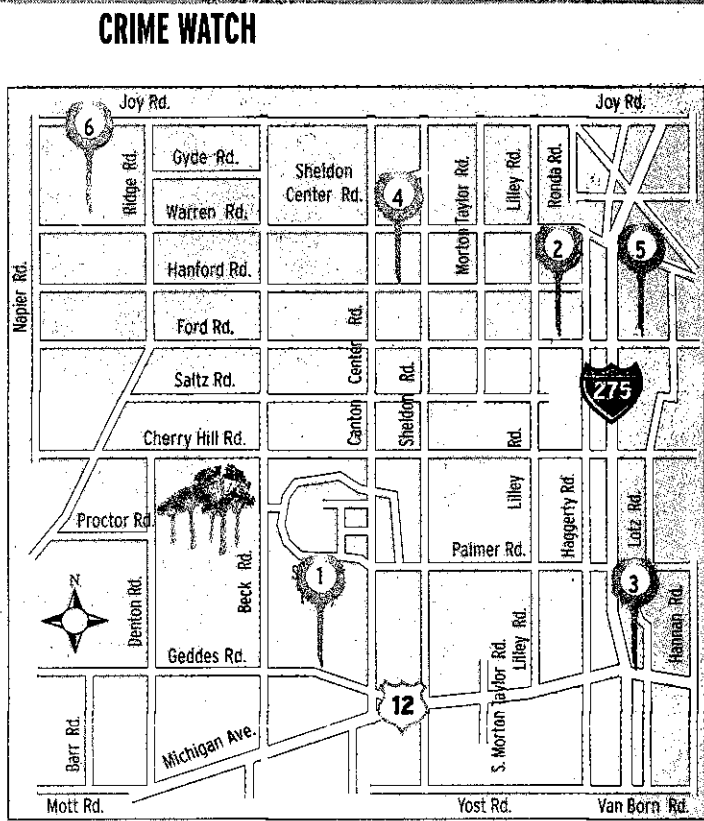 CRIME WATCH
Joy Rd.
Joy Rd.
6
Ridge Rd.
Gyde Rd.
Sheldon
Center Rd.
4
Morton Taylor Rd.
Lilley Rd.
Ronda Rd.
Warren Rd.
2
5
Napier Rd.
Hanford Rd.
Ford Rd.
Canton Center Rd.
Sheldon Rd.
Saltz Rd.
275
Cherry Hill Rd.
Lilley Rd.
Haggerty Rd.
Lotz Rd.
Proctor Rd.
Beck Rd.
Palmer Rd.
1
3
N
Denton Rd.
Hannan Rd.
Geddes Rd.
Lilley Rd.
S. Morton Taylor Rd.
12
Barr Rd.
Michigan Ave.
Mott Rd.
Yost Rd.
Van Born Rd.